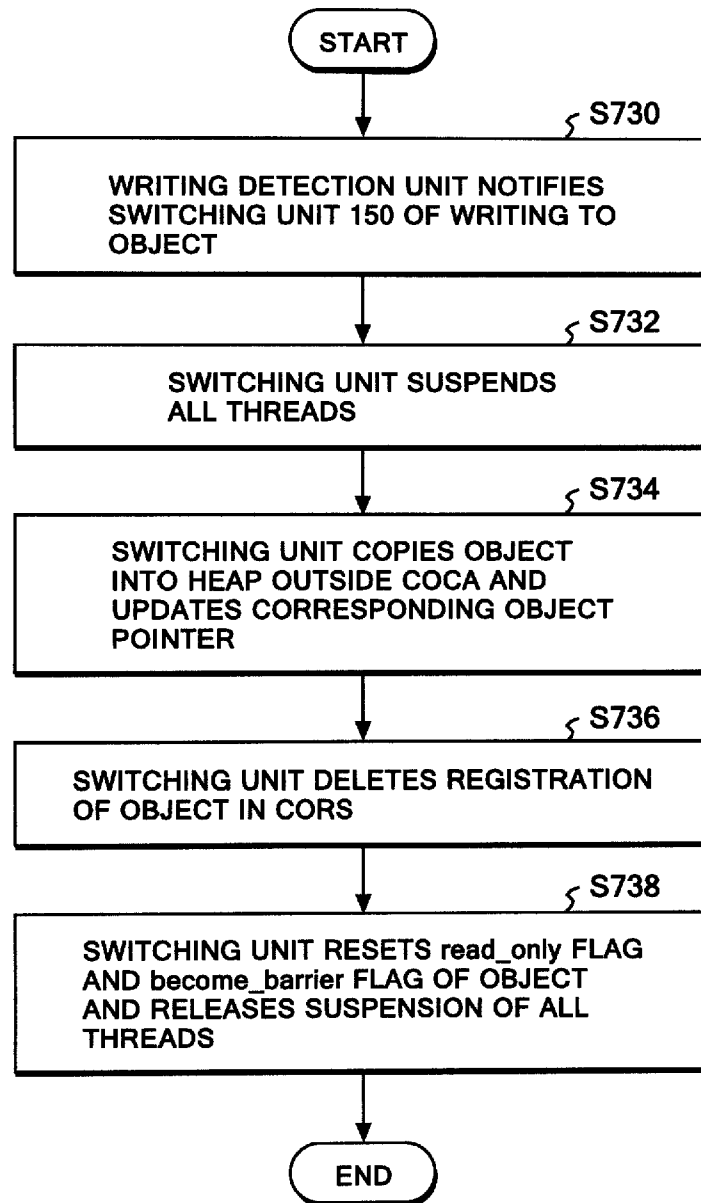 START
S730
WRITING DETECTION UNIT NOTIFIES
SWITCHING UNIT 150 OF WRITING TO
OBJECT
S732
SWITCHING UNIT SUSPENDS
ALL THREADS
S734
SWITCHING UNIT COPIES OBJECT
INTO HEAP OUTSIDE COCA AND
UPDATES CORRESPONDING OBJECT
POINTER
S736
SWITCHING UNIT DELETES REGISTRATION
OF OBJECT IN CORS
S738
SWITCHING UNIT RESETS read_only FLAG
AND become_barrier FLAG OF OBJECT
AND RELEASES SUSPENSION OF ALL
THREADS
END